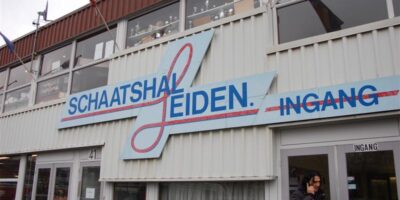 SCHAATSHAL
LEIDEN. INGANG
41
INGANG